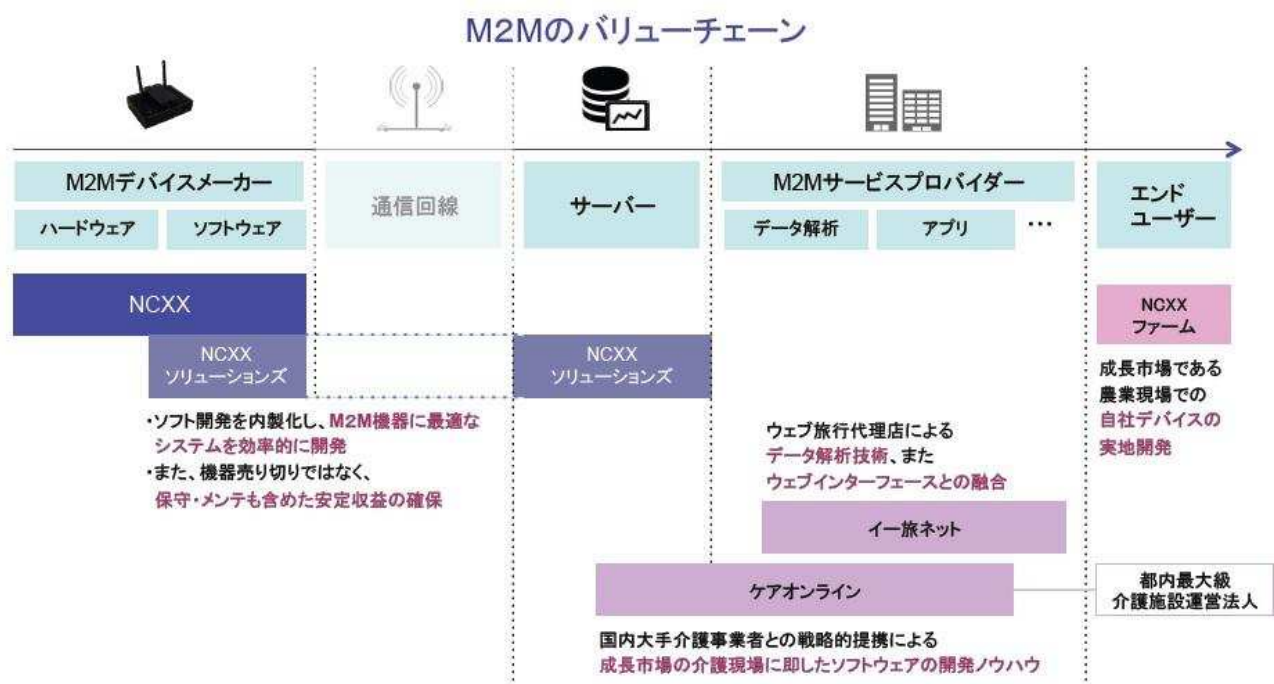 M2Mのバリューチェーン
M2Mデバイスメーカー
ハードウェア
ソフトウェア
通信回線
サーバー
M2Mサービスプロバイダー
データ解析
アプリ
…
エンド
ユーザー
NCXX
NCXX
ソリューションズ
NCXX
ソリューションズ
NCXX
ファーム
・ソフト開発を内製化し、M2M機器に最適な
システムを効率的に開発
・また、機器売り切りではなく、
保守・メンテも含めた安定収益の確保
成長市場である
農業現場での
自社デバイスの
実地開発
ウェブ旅行代理店による
データ解析技術、また
ウェブインターフェースとの融合
イー旅ネット
ケアオンライン
都内最大級
介護施設運営法人
国内大手介護事業者との戦略的提携による
成長市場の介護現場に即したソフトウェアの開発ノウハウ